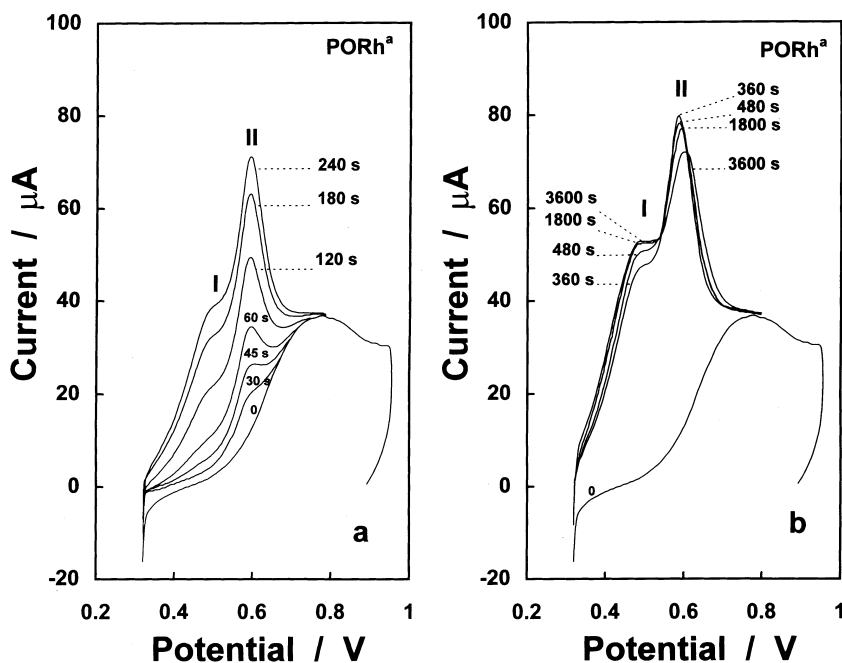 100
80
60
40
20
0
-20
Current / μA
PORhᵃ
II
240 s
180 s
120 s
I
60 s
45 s
30 s
0
a
0.2
0.4
0.6
0.8
1
Potential / V
100
80
60
40
20
0
-20
Current / μA
PORhᵃ
II
360 s
480 s
1800 s
3600 s
I
3600 s
1800 s
480 s
360 s
0
b
0.2
0.4
0.6
0.8
1
Potential / V